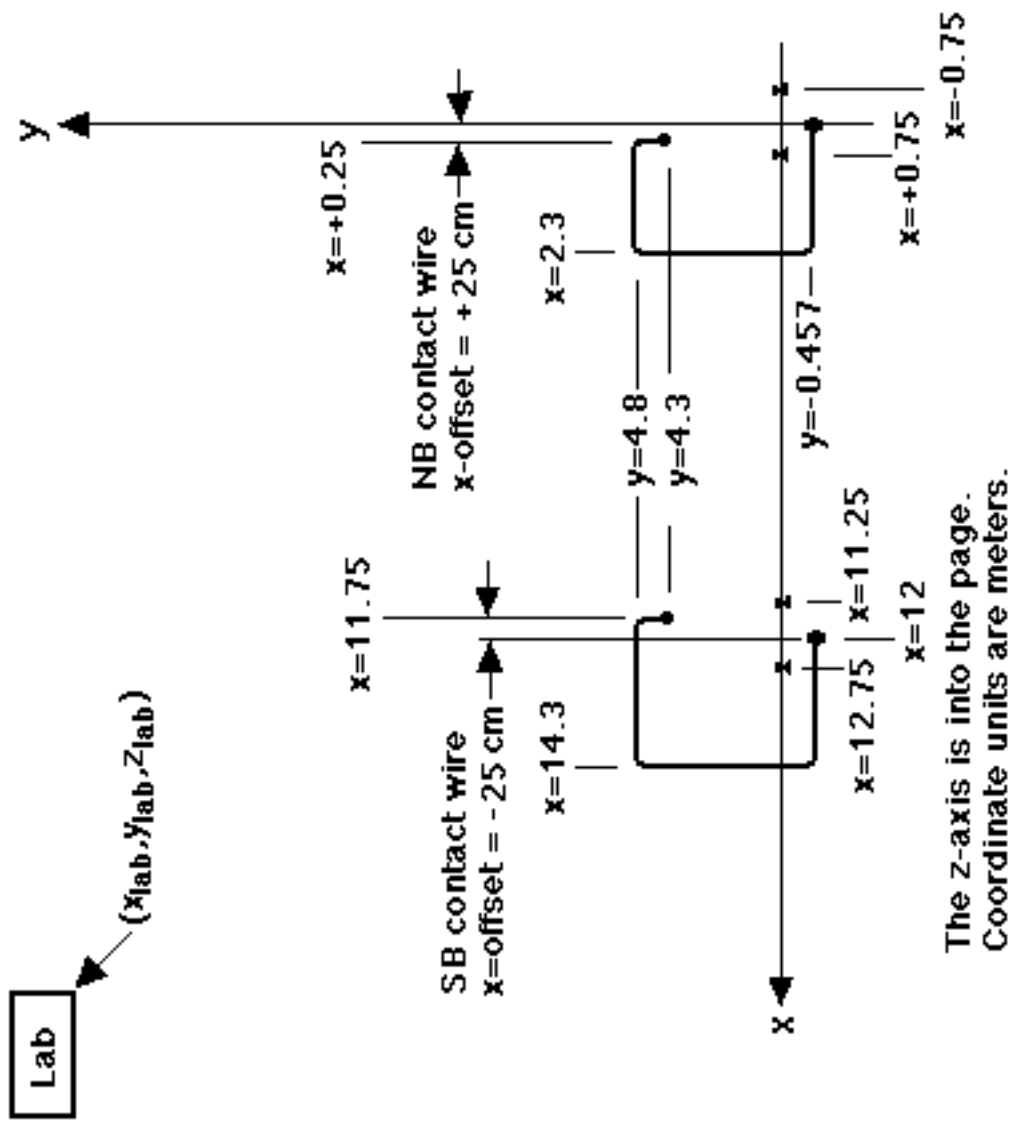 Lab
(xlab,ylab,zlab)
y
x=+0.25
x=11.75
NB contact wire
x-offset = +25 cm
SB contact wire
x=offset = -25 cm
x=2.3
x=14.3
y=4.8
y=4.3
x
y=-0.457
x=-0.75
x=+0.75
x=11.25
x=12
x=12.75
The z-axis is into the page.
Coordinate units are meters.